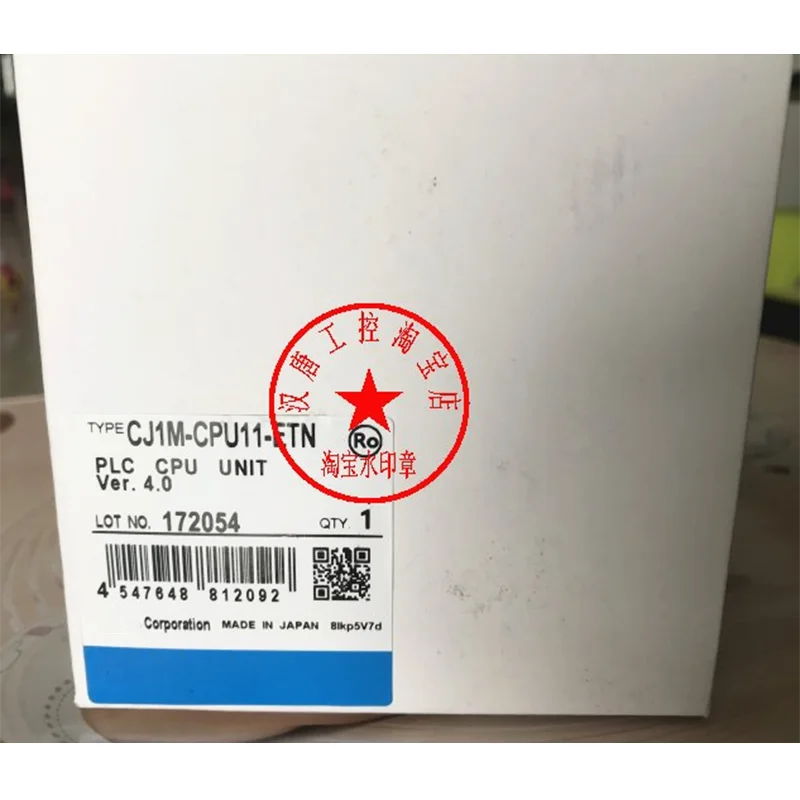 汉唐工控淘宝店
淘宝水印章
TYPE CJ1M-CPU11-ETN
Ro
PLC CPU UNIT
Ver. 4.0
LOT NO. 172054 QTY. 1
4 547648 812092
Corporation MADE IN JAPAN 8lkp5V7d